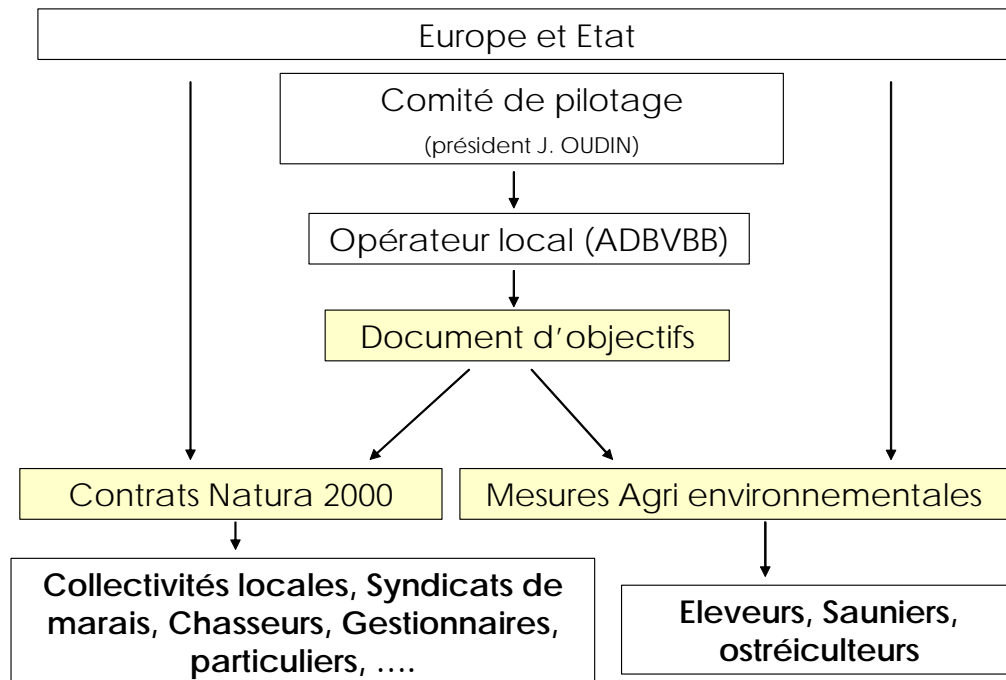 Europe et Etat
Comité de pilotage
(président J. OUDIN)
Opérateur local (ADBVBB)
Document d'objectifs
Contrats Natura 2000
Mesures Agri environnementales
Collectivités locales, Syndicats de
marais, Chasseurs, Gestionnaires,
particuliers, ….
Eleveurs, Sauniers,
ostréiculteurs